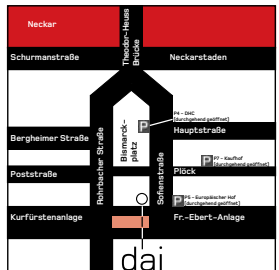 Neckar
Theodor-Heuss
Brücke
Schurmanstraße
Neckarstaden
P
P4 - DHC
(durchgehend geöffnet)
Bergheimer Straße
Rohrbacher Straße
Bismarck-
platz
Sofienstraße
Hauptstraße
P
P7 - Kaufhof
(durchgehend geöffnet)
Poststraße
Plöck
P
P5 - Europäischer Hof
(durchgehend geöffnet)
Kurfürstenanlage
Fr.-Ebert-Anlage
dai